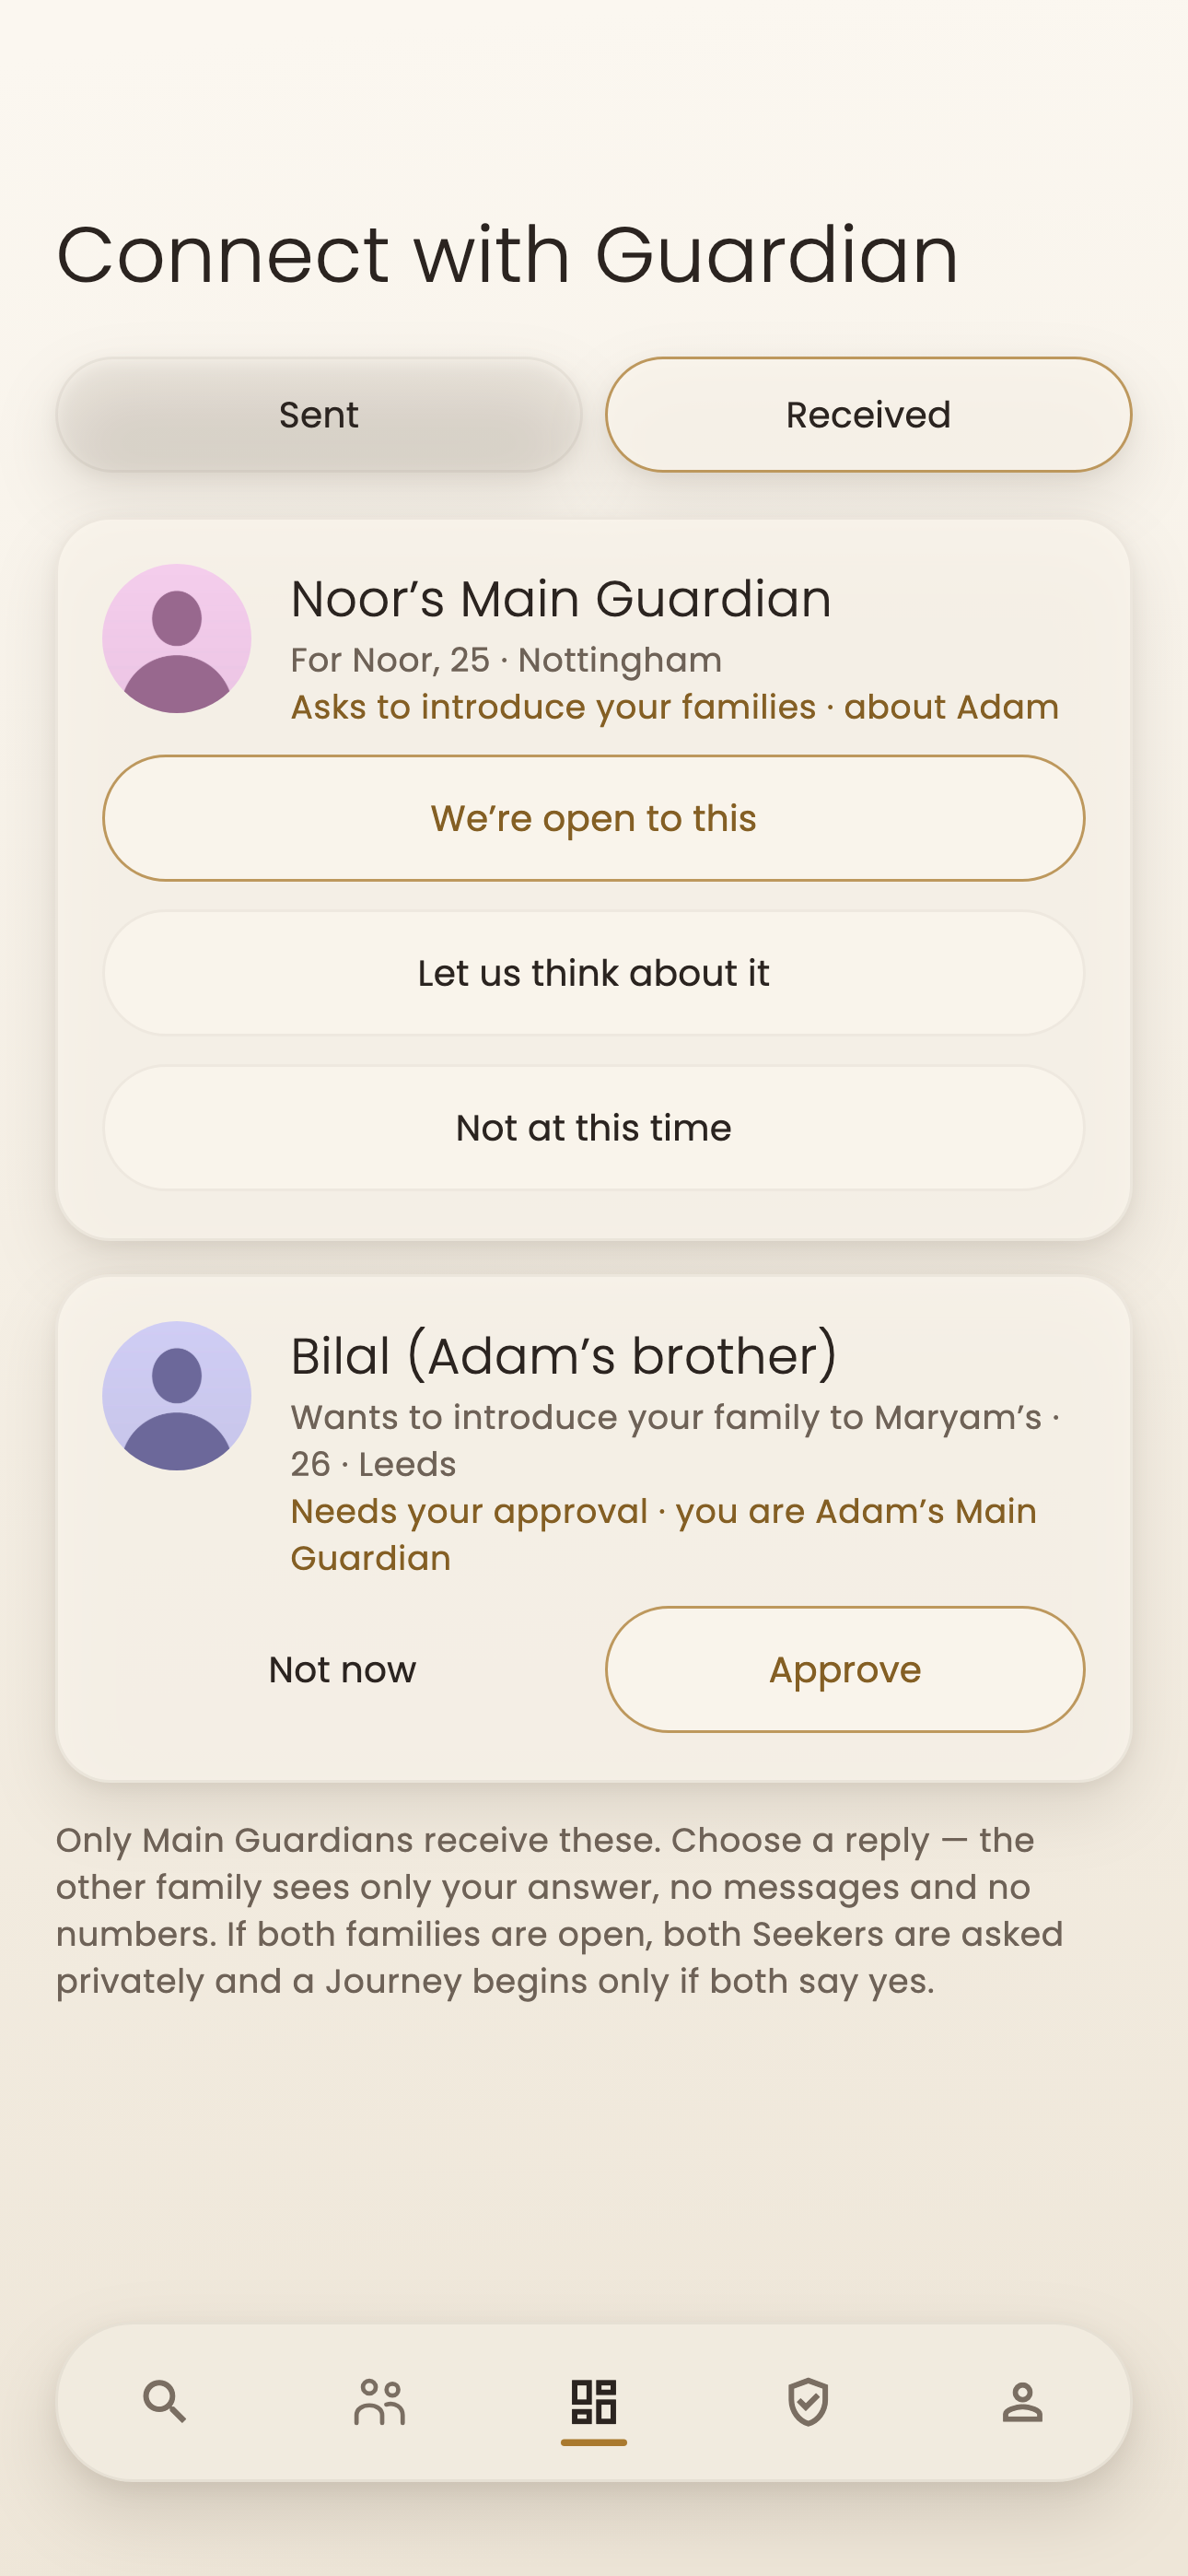 Connect with Guardian
Sent
Received
Noor’s Main Guardian
For Noor, 25 · Nottingham
Asks to introduce your families · about Adam
We’re open to this
Let us think about it
Not at this time
Bilal (Adam’s brother)
Wants to introduce your family to Maryam’s ·
26 · Leeds
Needs your approval · you are Adam’s Main
Guardian
Not now
Approve
Only Main Guardians receive these. Choose a reply — the
other family sees only your answer, no messages and no
numbers. If both families are open, both Seekers are asked
privately and a Journey begins only if both say yes.